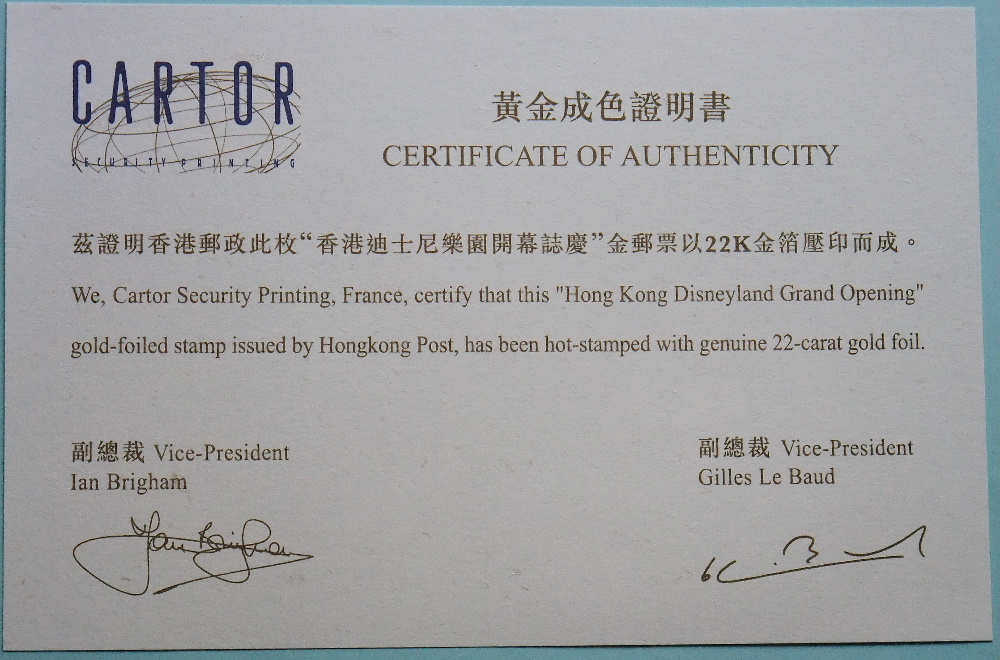 CARTOR
SECURITY PRINTING
黃金成色證明書
CERTIFICATE OF AUTHENTICITY
茲證明香港郵政此枚“香港迪士尼樂園開幕誌慶”金郵票以22K金箔壓印而成。
We, Cartor Security Printing, France, certify that this "Hong Kong Disneyland Grand Opening"
gold-foiled stamp issued by Hongkong Post, has been hot-stamped with genuine 22-carat gold foil.
副總裁 Vice-President
Ian Brigham
Ian Brigham
副總裁 Vice-President
Gilles Le Baud